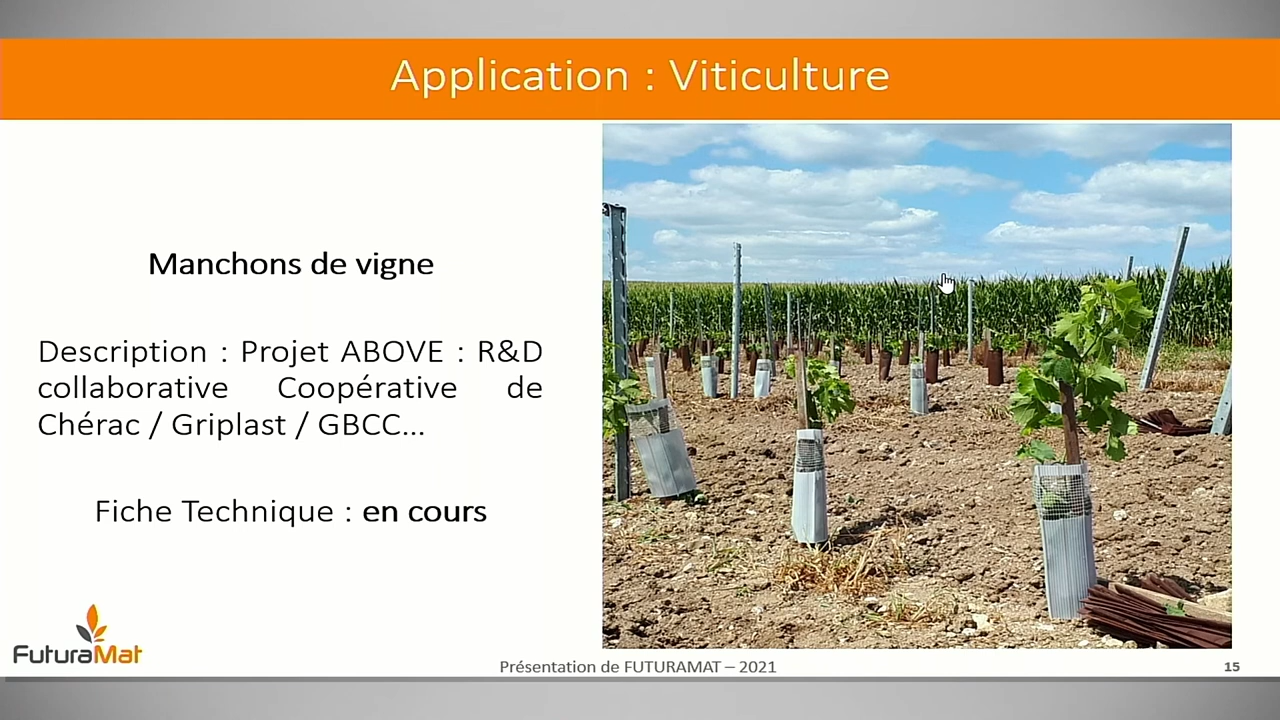 Application : Viticulture
Manchons de vigne
Description : Projet ABOVE : R&D
collaborative Coopérative de
Chérac / Griplast / GBCC...
Fiche Technique : en cours
FuturaMat
Présentation de FUTURAMAT – 2021
15